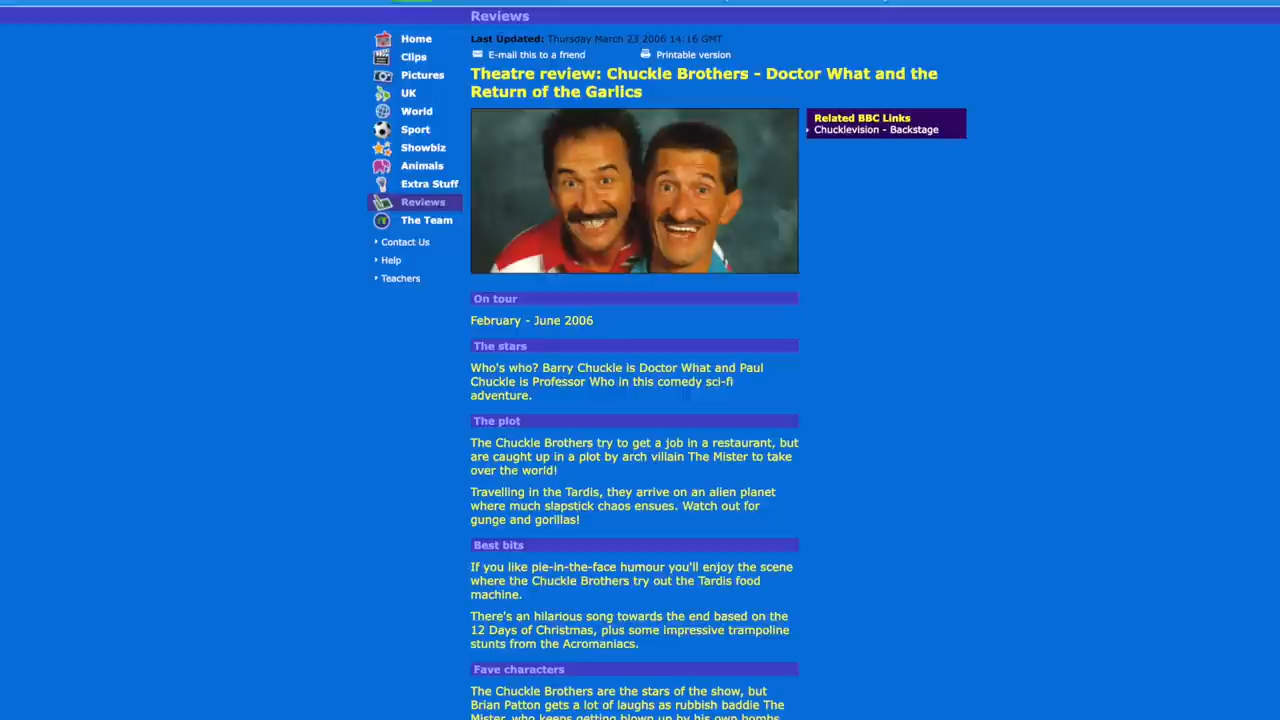 Reviews
Home
Clips
Pictures
UK
World
Sport
Showbiz
Animals
Extra Stuff
Reviews
The Team
Contact Us
Help
Teachers
Last Updated: Thursday March 23 2006 14:16 GMT
E-mail this to a friend
Printable version
Theatre review: Chuckle Brothers - Doctor What and the
Return of the Garlics
Related BBC Links
Chucklevision - Backstage
On tour
February - June 2006
The stars
Who's who? Barry Chuckle is Doctor What and Paul
Chuckle is Professor Who in this comedy sci-fi
adventure.
The plot
The Chuckle Brothers try to get a job in a restaurant, but
are caught up in a plot by arch villain The Mister to take
over the world!
Travelling in the Tardis, they arrive on an alien planet
where much slapstick chaos ensues. Watch out for
gunge and gorillas!
Best bits
If you like pie-in-the-face humour you'll enjoy the scene
where the Chuckle Brothers try out the Tardis food
machine.
There's an hilarious song towards the end based on the
12 Days of Christmas, plus some impressive trampoline
stunts from the Acromaniacs.
Fave characters
The Chuckle Brothers are the stars of the show, but
Brian Patton gets a lot of laughs as rubbish baddie The
Mister, who keeps getting blown up by his own bombs